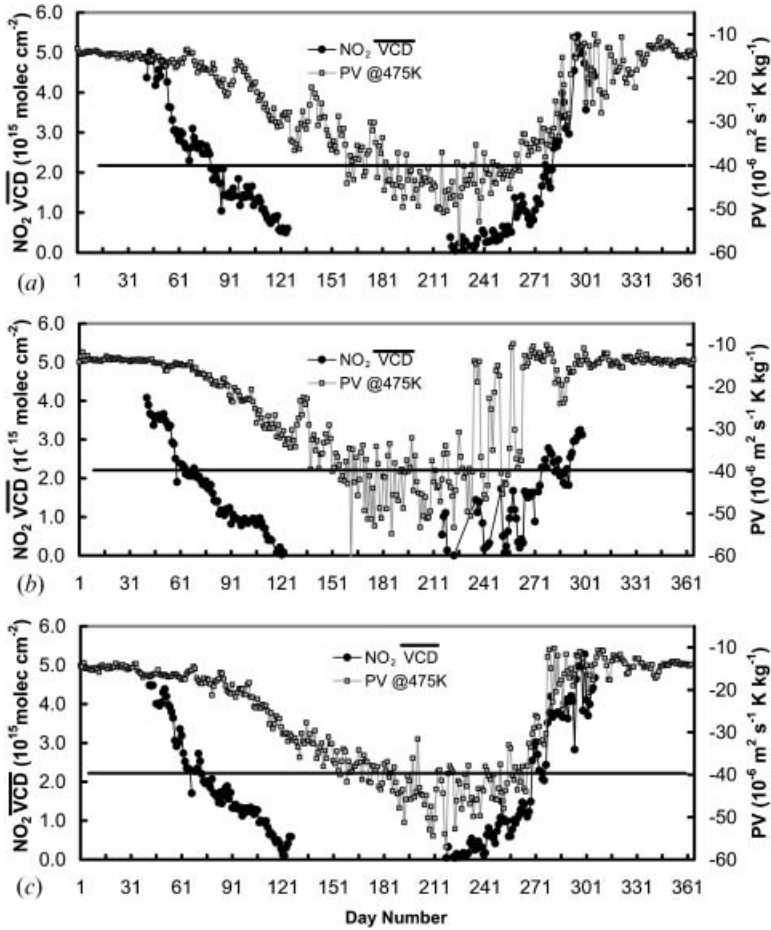 (a)
6.0
5.0
4.0
3.0
2.0
1.0
0.0
NO2 VCD (10^15 molec cm^-2)
NO2 VCD
PV @475K
-10
-20
-30
-40
-50
-60
PV (10^-6 m^2 s^-1 K kg^-1)
1 31 61 91 121 151 181 211 241 271 301 331 361
(b)
6.0
5.0
4.0
3.0
2.0
1.0
0.0
NO2 VCD (1( ^15 molec cm^-2)
NO2 VCD
PV @475K
-10
-20
-30
-40
-50
-60
PV (10^-6 m^2 s^-1 K kg^-1)
1 31 61 91 121 151 181 211 241 271 301 331 361
(c)
6.0
5.0
4.0
3.0
2.0
1.0
0.0
NO2 VCD (10^15 molec cm^-2)
NO2 VCD
PV @475K
-10
-20
-30
-40
-50
-60
PV (10^-6 m^2 s^-1 K kg^-1)
1 31 61 91 121 151 181 211 241 271 301 331 361
Day Number